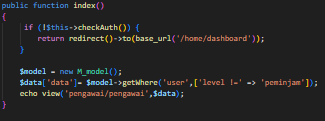 public function index()
{
if (!$this->checkAuth()) {
return redirect()->to(base_url('/home/dashboard'));
}
$model = new M_model();
$data['data']= $model->getWhere('user',['level !=' => 'peminjam']);
echo view('pengawai/pengawai',$data);
}